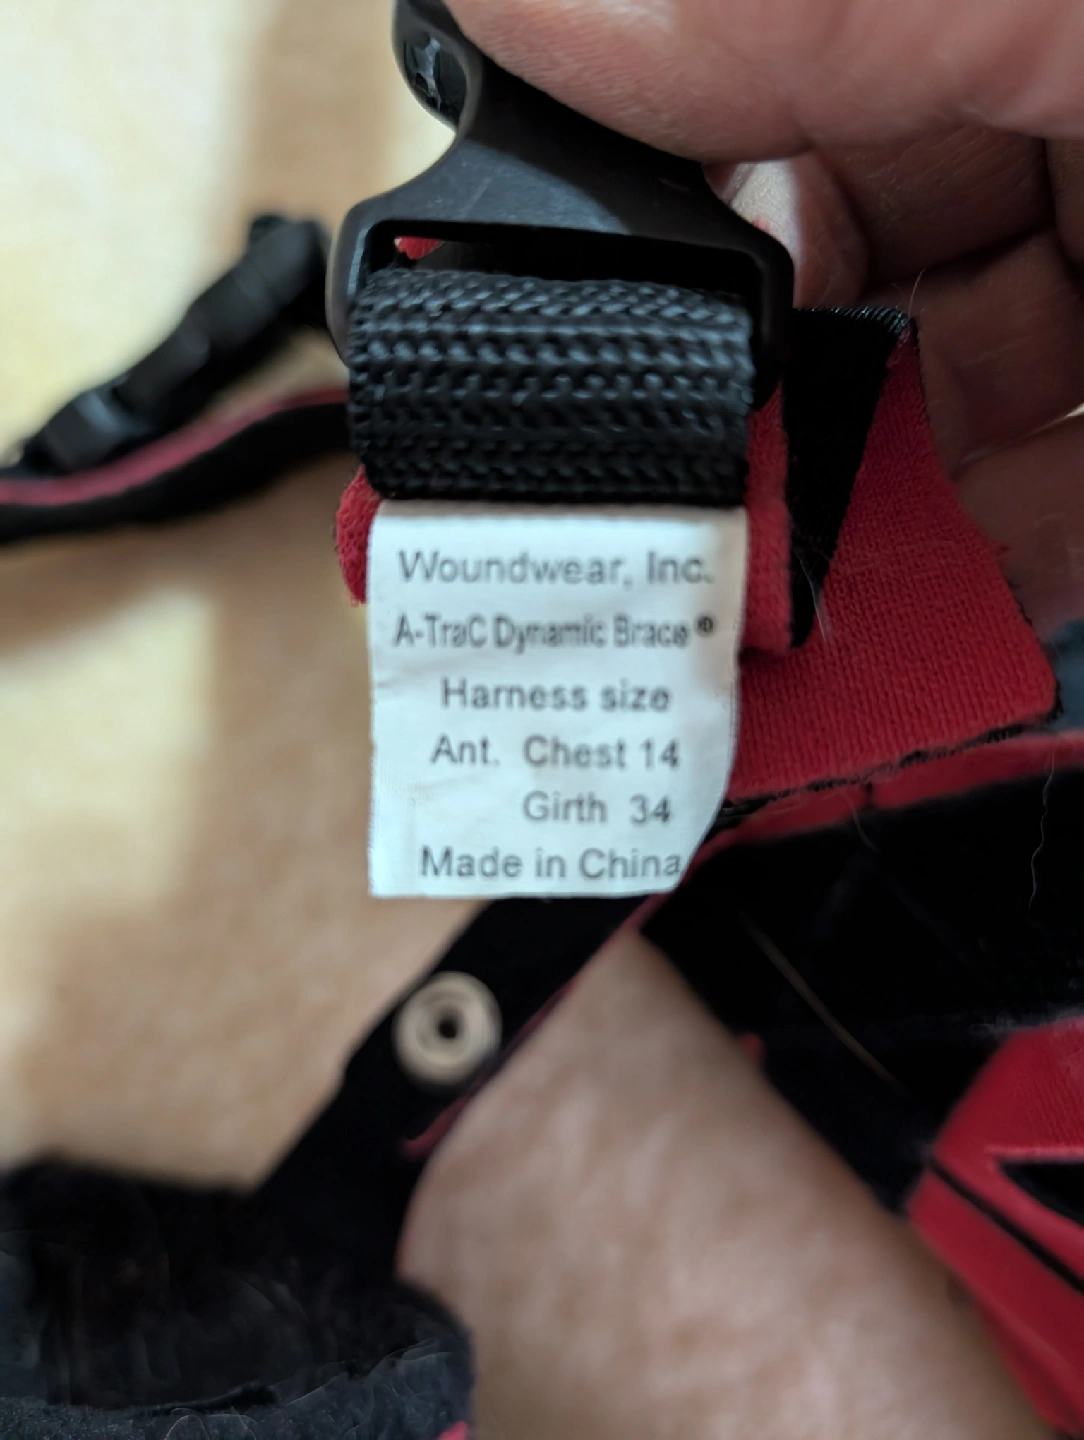 Woundwear, Inc.
A-TraC Dynamic Brace®
Harness size
Ant. Chest 14
Girth 34
Made in China